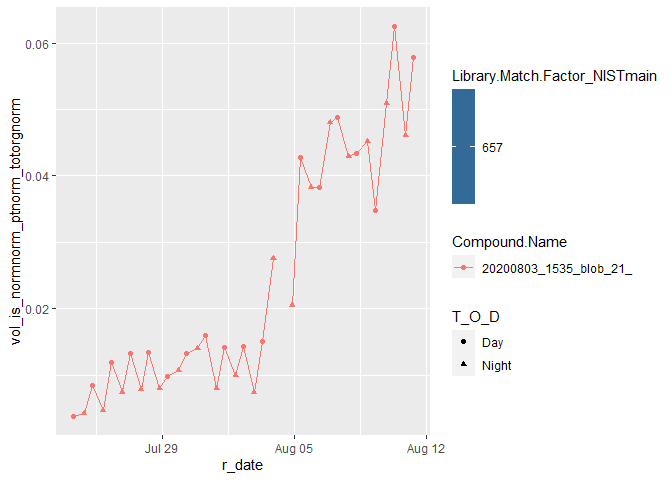 0.06
0.04
0.02
vol_is_normnorm_ptnorm_totorgnorm
Jul 29
Aug 05
Aug 12
r_date
Library.Match.Factor_NISTmain
657
Compound.Name
20200803_1535_blob_21_
T_O_D
Day
Night